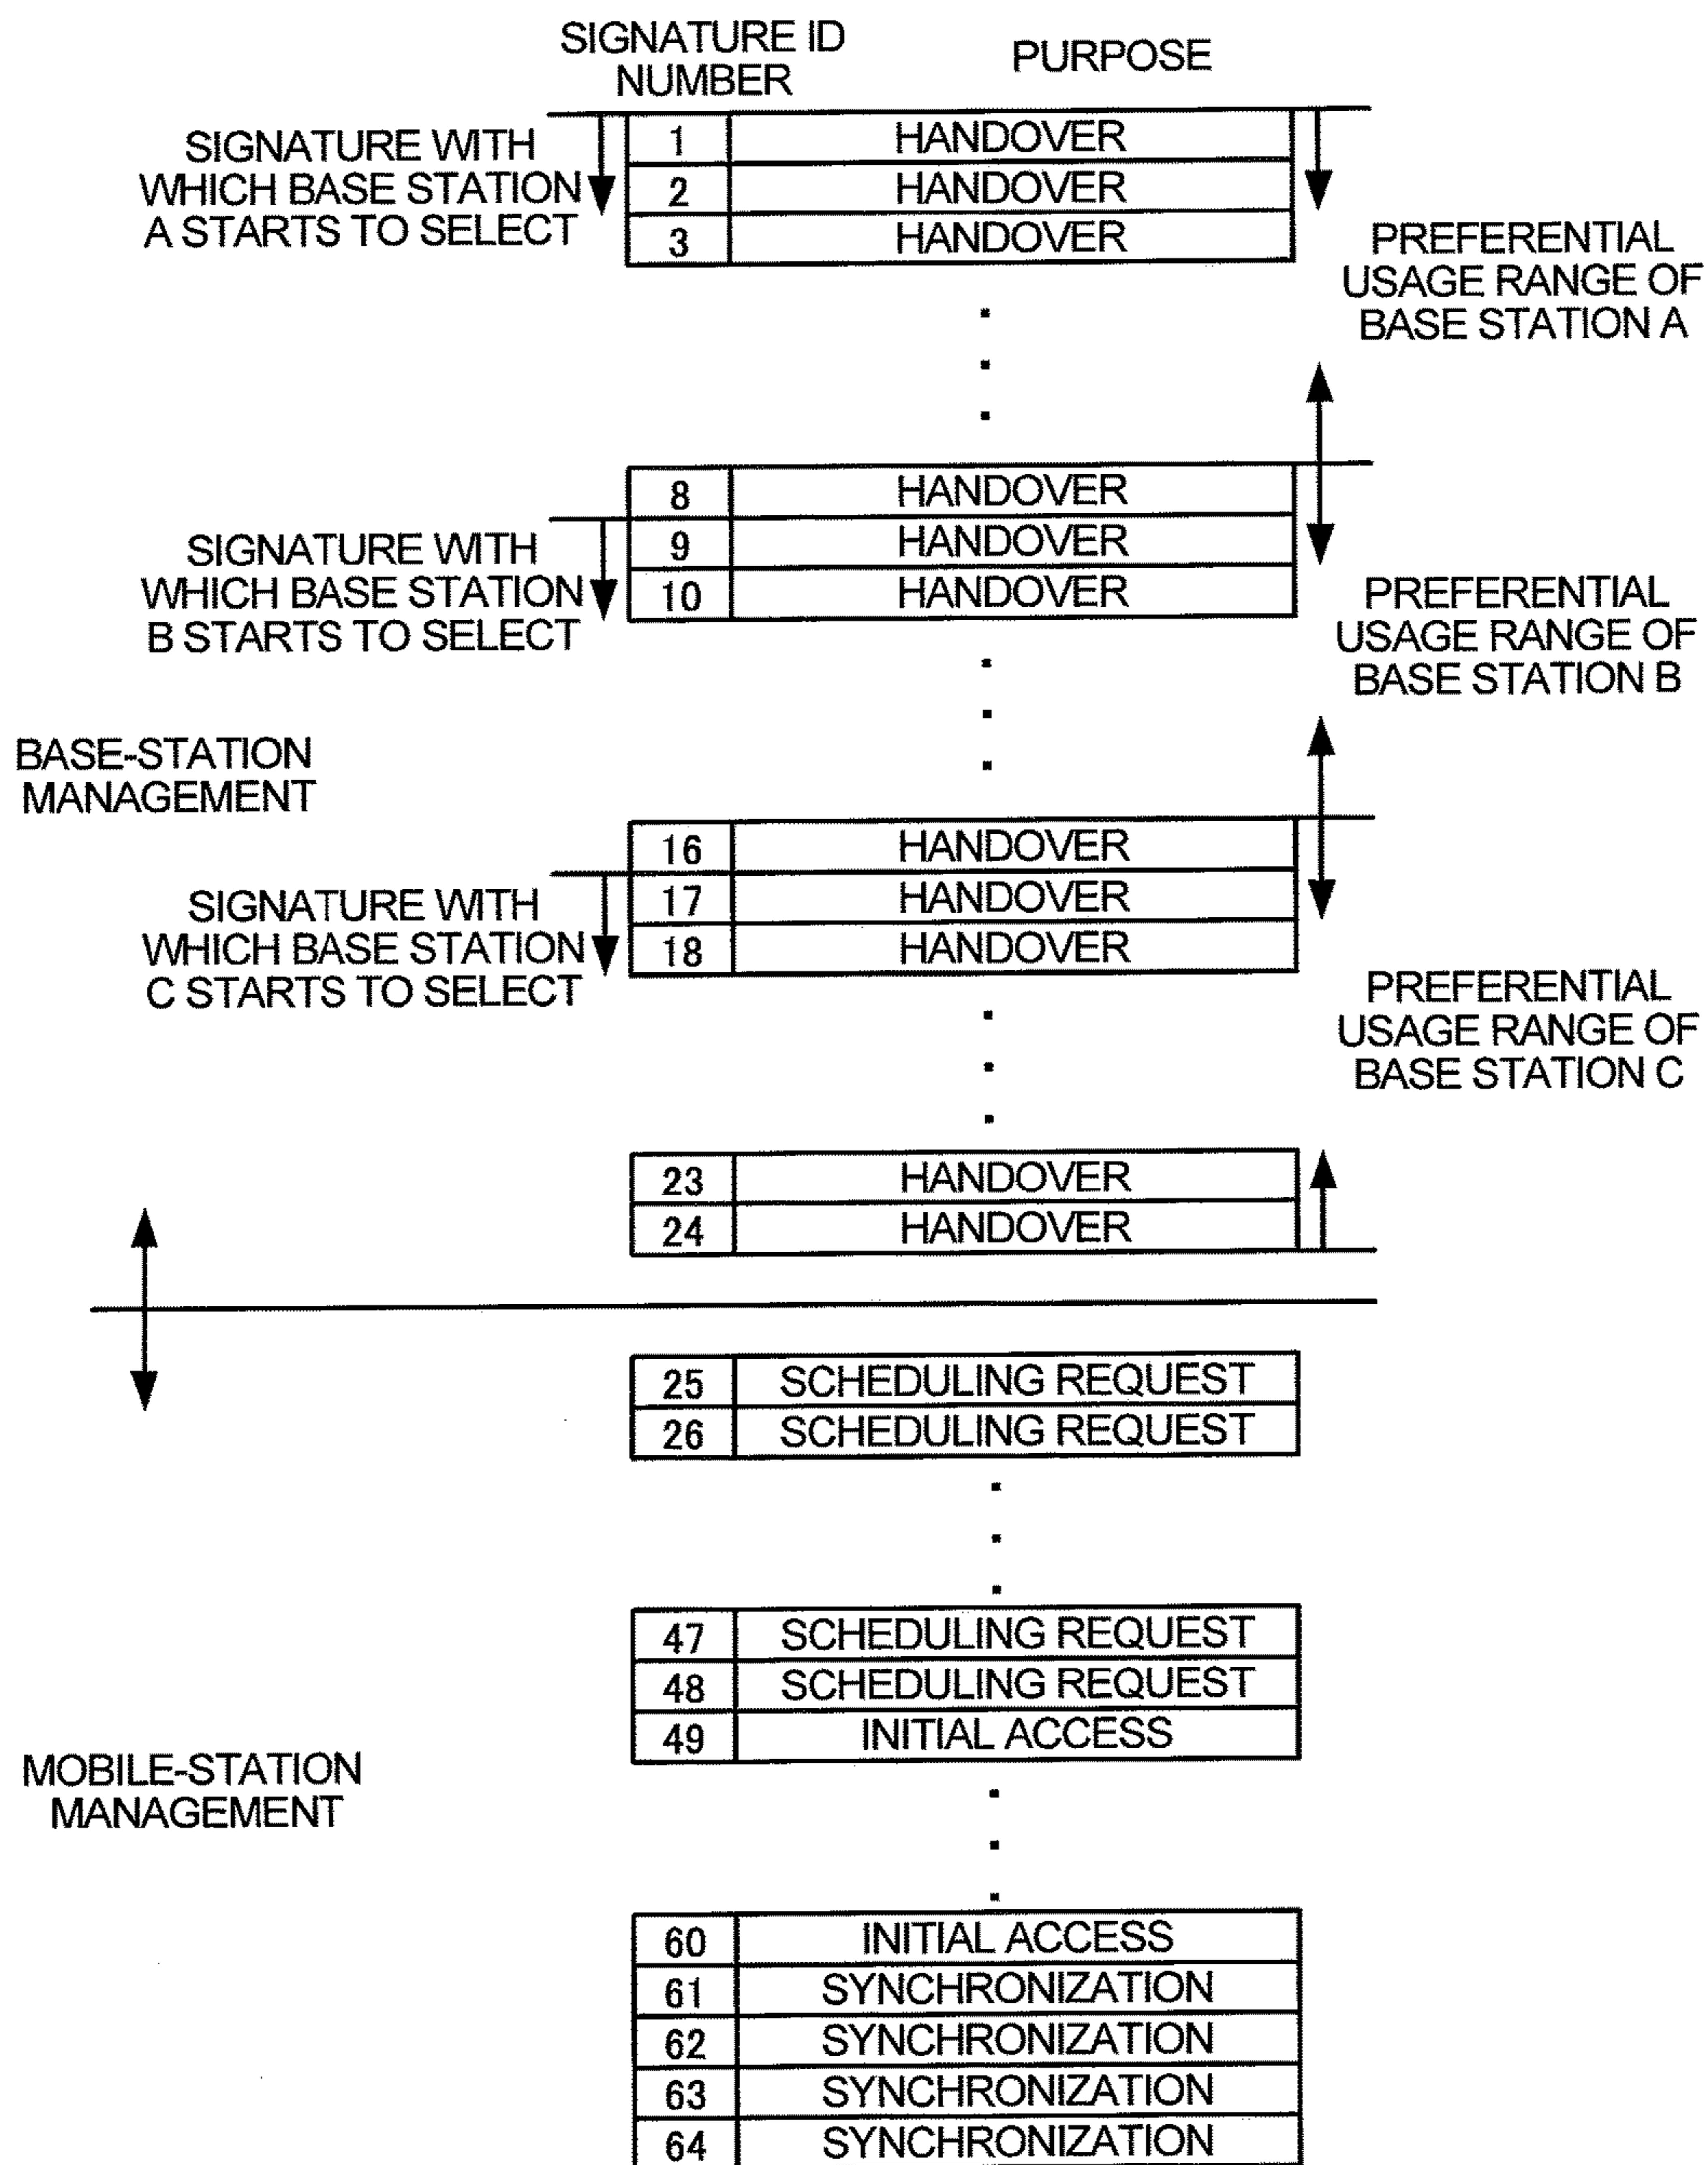 SIGNATURE ID
NUMBER
PURPOSE
SIGNATURE WITH
WHICH BASE STATION
A STARTS TO SELECT
1 HANDOVER
2 HANDOVER
3 HANDOVER
PREFERENTIAL
USAGE RANGE OF
BASE STATION A
8 HANDOVER
9 HANDOVER
10 HANDOVER
SIGNATURE WITH
WHICH BASE STATION
B STARTS TO SELECT
PREFERENTIAL
USAGE RANGE OF
BASE STATION B
BASE-STATION
MANAGEMENT
16 HANDOVER
17 HANDOVER
18 HANDOVER
SIGNATURE WITH
WHICH BASE STATION
C STARTS TO SELECT
PREFERENTIAL
USAGE RANGE OF
BASE STATION C
23 HANDOVER
24 HANDOVER
25 SCHEDULING REQUEST
26 SCHEDULING REQUEST
47 SCHEDULING REQUEST
48 SCHEDULING REQUEST
49 INITIAL ACCESS
MOBILE-STATION
MANAGEMENT
60 INITIAL ACCESS
61 SYNCHRONIZATION
62 SYNCHRONIZATION
63 SYNCHRONIZATION
64 SYNCHRONIZATION